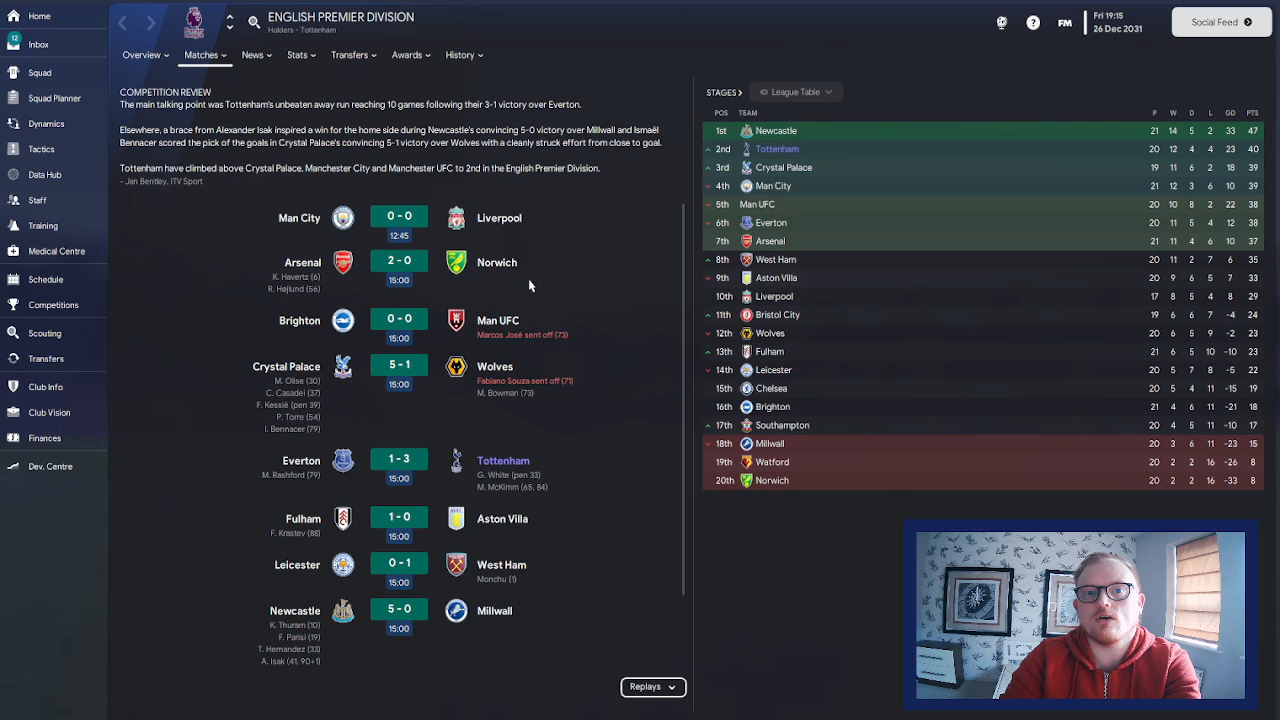 Home
12
Inbox
Squad
Squad Planner
Dynamics
Tactics
Data Hub
Staff
Training
Medical Centre
Schedule
Competitions
Scouting
Transfers
Club Info
Club Vision
Finances
Dev. Centre
ENGLISH PREMIER DIVISION
Holders - Tottenham
FM
Fri 19:15
26 Dec 2031
Social Feed
Overview Matches News Stats Transfers Awards History
COMPETITION REVIEW
The main talking point was Tottenham's unbeaten away run reaching 10 games following their 3-1 victory over Everton.
Elsewhere, a brace from Alexander Isak inspired a win for the home side during Newcastle's convincing 5-0 victory over Millwall and Ismaël
Bennacer scored the pick of the goals in Crystal Palace's convincing 5-1 victory over Wolves with a cleanly struck effort from close to goal.
Tottenham have climbed above Crystal Palace, Manchester City and Manchester UFC to 2nd in the English Premier Division.
- Jan Bentley, ITV Sport
Man City 0 - 0 Liverpool
12:45
Arsenal 2 - 0 Norwich
K. Havertz (6) 15:00
R. Højlund (56)
Brighton 0 - 0 Man UFC
15:00 Marcos José sent off (73)
Crystal Palace 5 - 1 Wolves
M. Olise (30) 15:00 Fabiano Souza sent off (71)
C. Casadei (37) M. Bowman (73)
F. Kessié (pen 39)
P. Torre (54)
I. Bennacer (79)
Everton 1 - 3 Tottenham
M. Rashford (79) 15:00 G. White (pen 33)
M. McKimm (65, 84)
Fulham 1 - 0 Aston Villa
F. Krastev (88) 15:00
Leicester 0 - 1 West Ham
15:00 Monchu (1)
Newcastle 5 - 0 Millwall
K. Thuram (10) 15:00
F. Parisi (19)
T. Hernandez (33)
A. Isak (41, 90+1)
Replays
STAGES League Table
POS TEAM P W D L GD PTS
1st Newcastle 21 14 5 2 33 47
2nd Tottenham 20 12 4 4 23 40
3rd Crystal Palace 19 11 6 2 18 39
4th Man City 21 12 3 6 10 39
5th Man UFC 20 10 8 2 22 38
6th Everton 20 11 5 4 12 38
7th Arsenal 21 11 4 6 10 37
8th West Ham 21 10 5 6 6 35
9th Aston Villa 20 9 6 5 7 33
10th Liverpool 17 8 5 4 8 29
11th Bristol City 19 6 6 7 -4 24
12th Wolves 20 6 5 9 -2 23
13th Fulham 21 6 5 10 -10 23
14th Leicester 20 5 7 8 -5 22
15th Chelsea 20 5 4 11 -15 19
16th Brighton 21 4 6 11 -21 18
17th Southampton 20 4 5 11 -10 17
18th Millwall 20 3 6 11 -23 15
19th Watford 20 2 2 16 -26 8
20th Norwich 20 2 2 16 -33 8